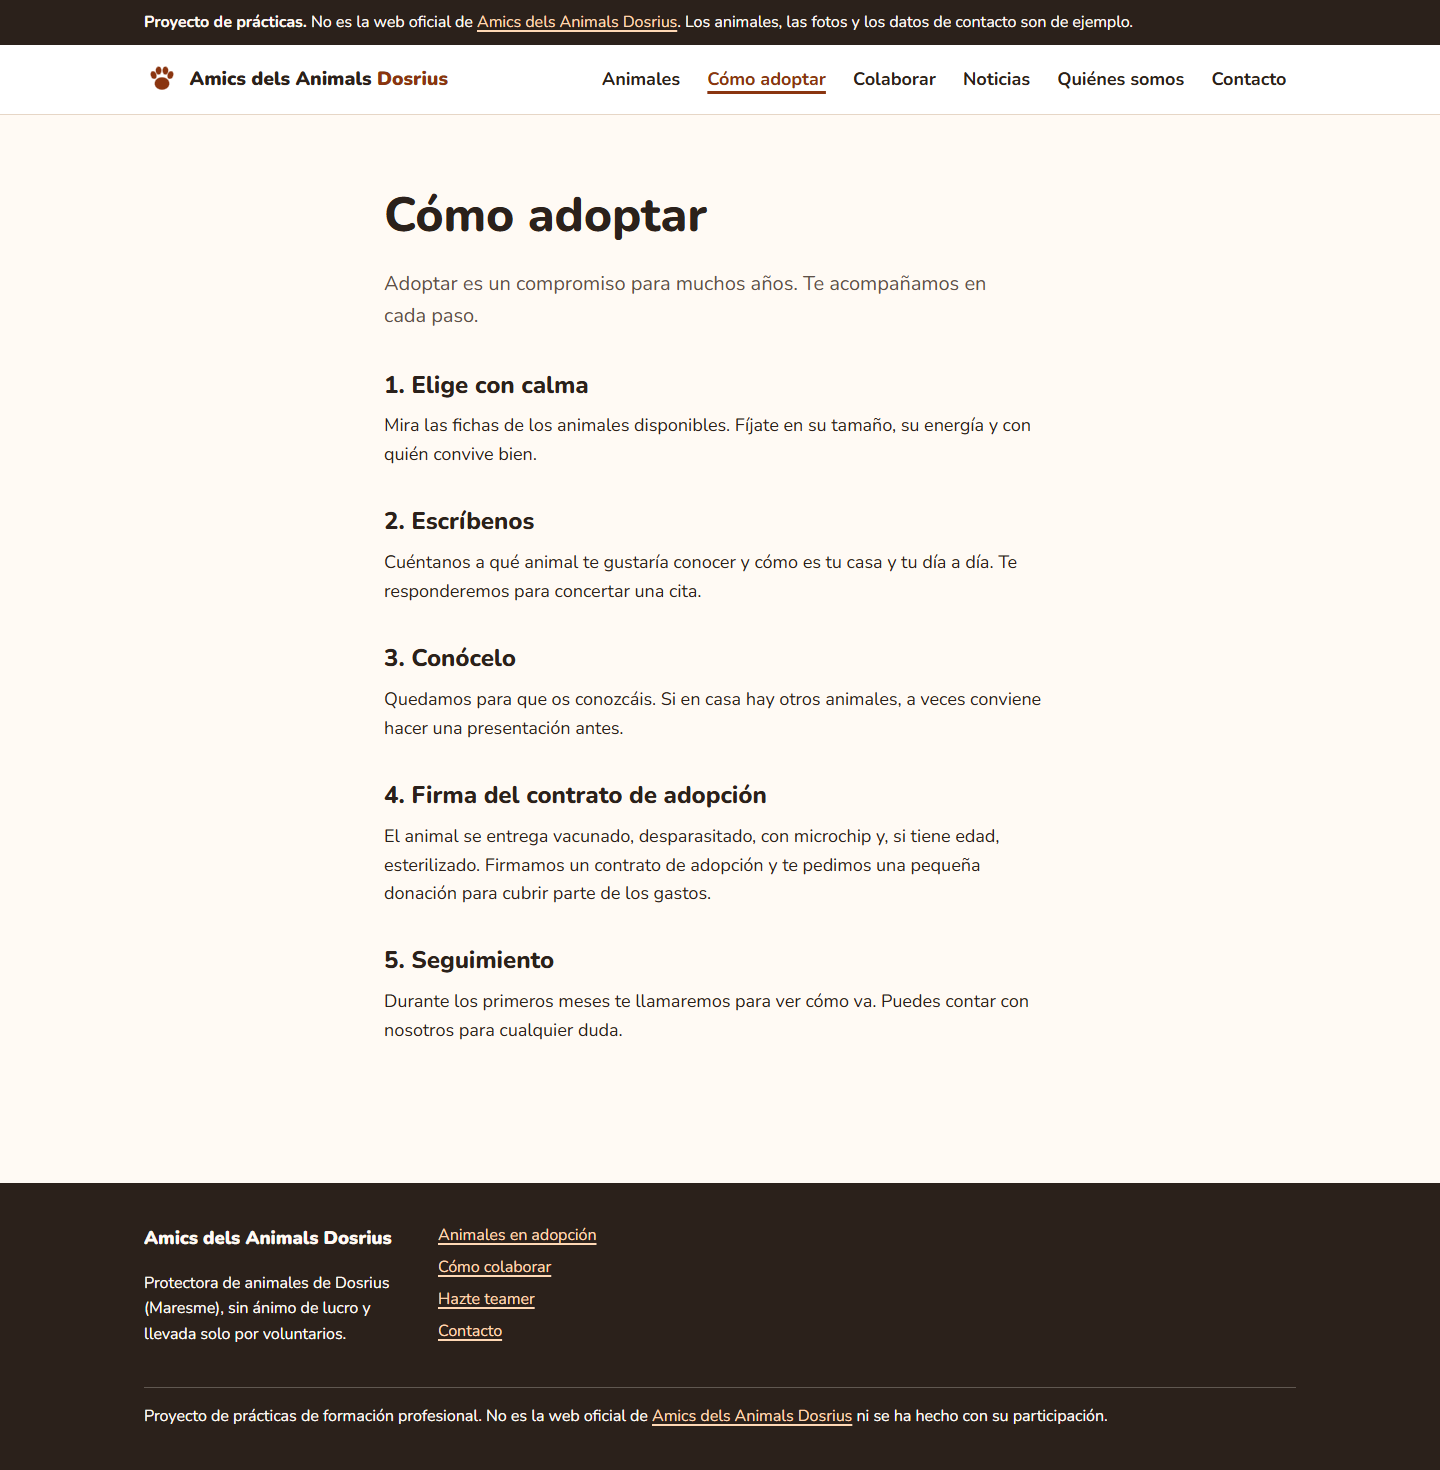 Proyecto de prácticas. No es la web oficial de Amics dels Animals Dosrius. Los animales, las fotos y los datos de contacto son de ejemplo.
Amics dels Animals Dosrius
Animales
Cómo adoptar
Colaborar
Noticias
Quiénes somos
Contacto
Cómo adoptar
Adoptar es un compromiso para muchos años. Te acompañamos en
cada paso.
1. Elige con calma
Mira las fichas de los animales disponibles. Fíjate en su tamaño, su energía y con
quién convive bien.
2. Escríbenos
Cuéntanos a qué animal te gustaría conocer y cómo es tu casa y tu día a día. Te
responderemos para concertar una cita.
3. Conócelo
Quedamos para que os conozcáis. Si en casa hay otros animales, a veces conviene
hacer una presentación antes.
4. Firma del contrato de adopción
El animal se entrega vacunado, desparasitado, con microchip y, si tiene edad,
esterilizado. Firmamos un contrato de adopción y te pedimos una pequeña
donación para cubrir parte de los gastos.
5. Seguimiento
Durante los primeros meses te llamaremos para ver cómo va. Puedes contar con
nosotros para cualquier duda.
Amics dels Animals Dosrius
Protectora de animales de Dosrius
(Maresme), sin ánimo de lucro y
llevada solo por voluntarios.
Animales en adopción
Cómo colaborar
Hazte teamer
Contacto
Proyecto de prácticas de formación profesional. No es la web oficial de Amics dels Animals Dosrius ni se ha hecho con su participación.